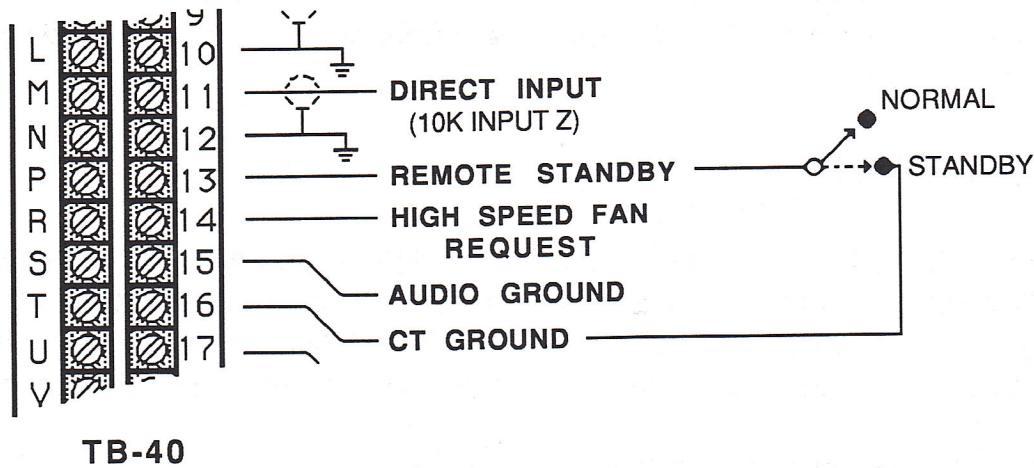 9
L 10
M 11 DIRECT INPUT
(10K INPUT Z)
NORMAL
N 12
P 13 REMOTE STANDBY STANDBY
R 14 HIGH SPEED FAN
REQUEST
S 15 AUDIO GROUND
T 16 CT GROUND
U 17
V
TB-40